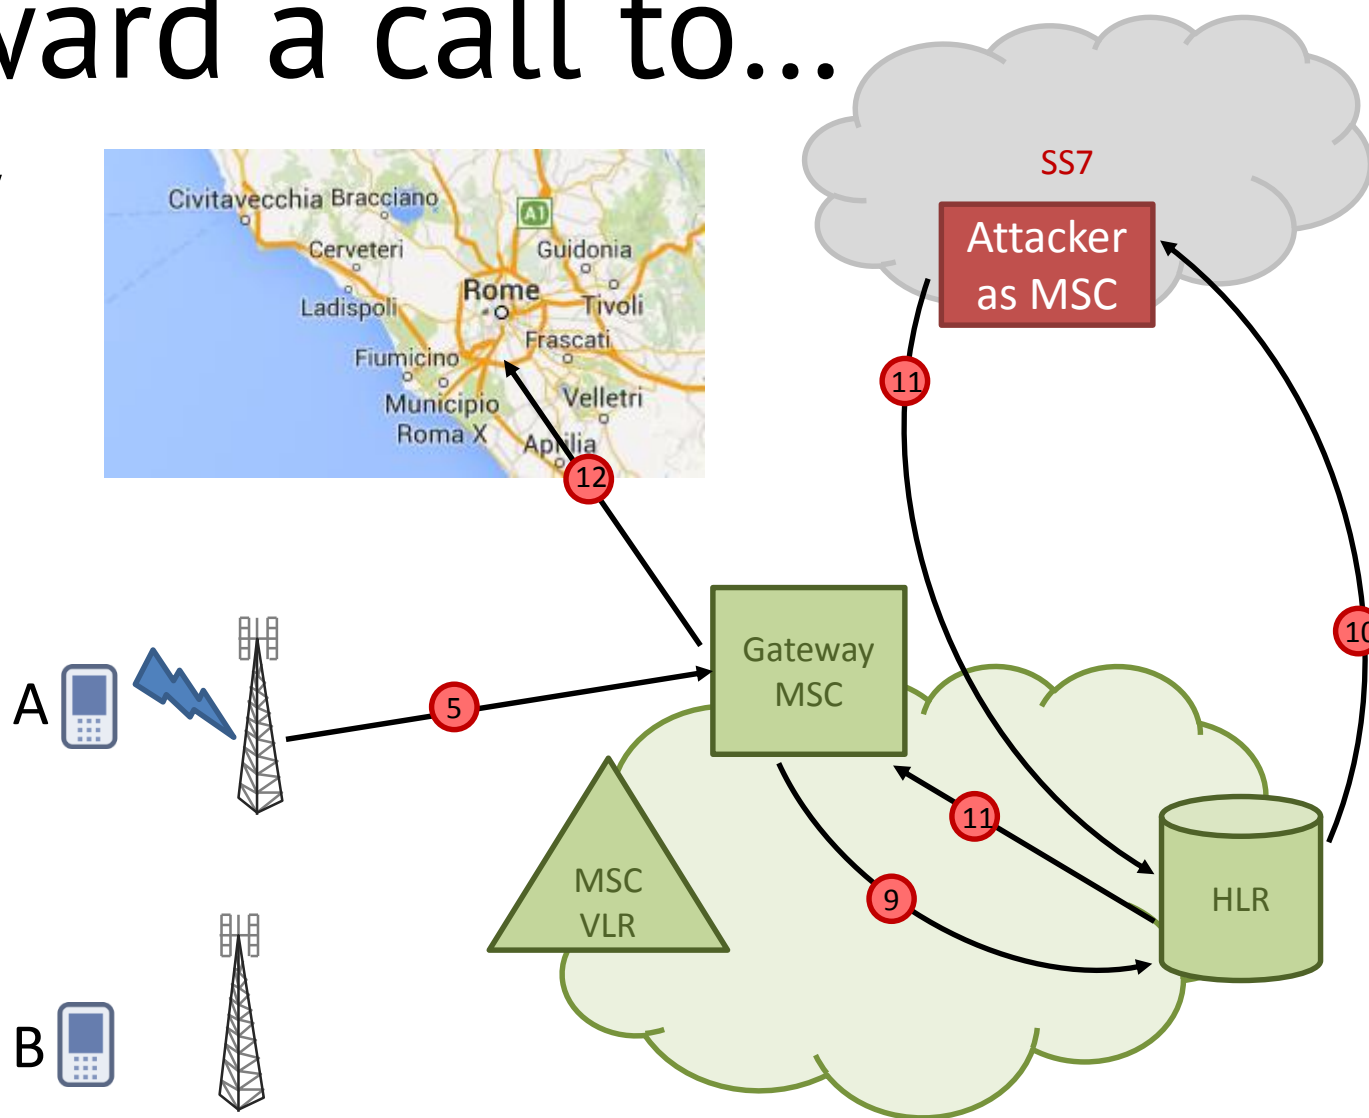 ward a call to...
SS7
Attacker
as MSC
Civitavecchia
Bracciano
A1
Cerveteri
Guidonia
Ladispoli
Rome
Tivoli
Frascati
Fiumicino
Municipio
Roma X
Velletri
Aprilia
11
12
10
Gateway
MSC
A
5
11
MSC
VLR
9
HLR
B